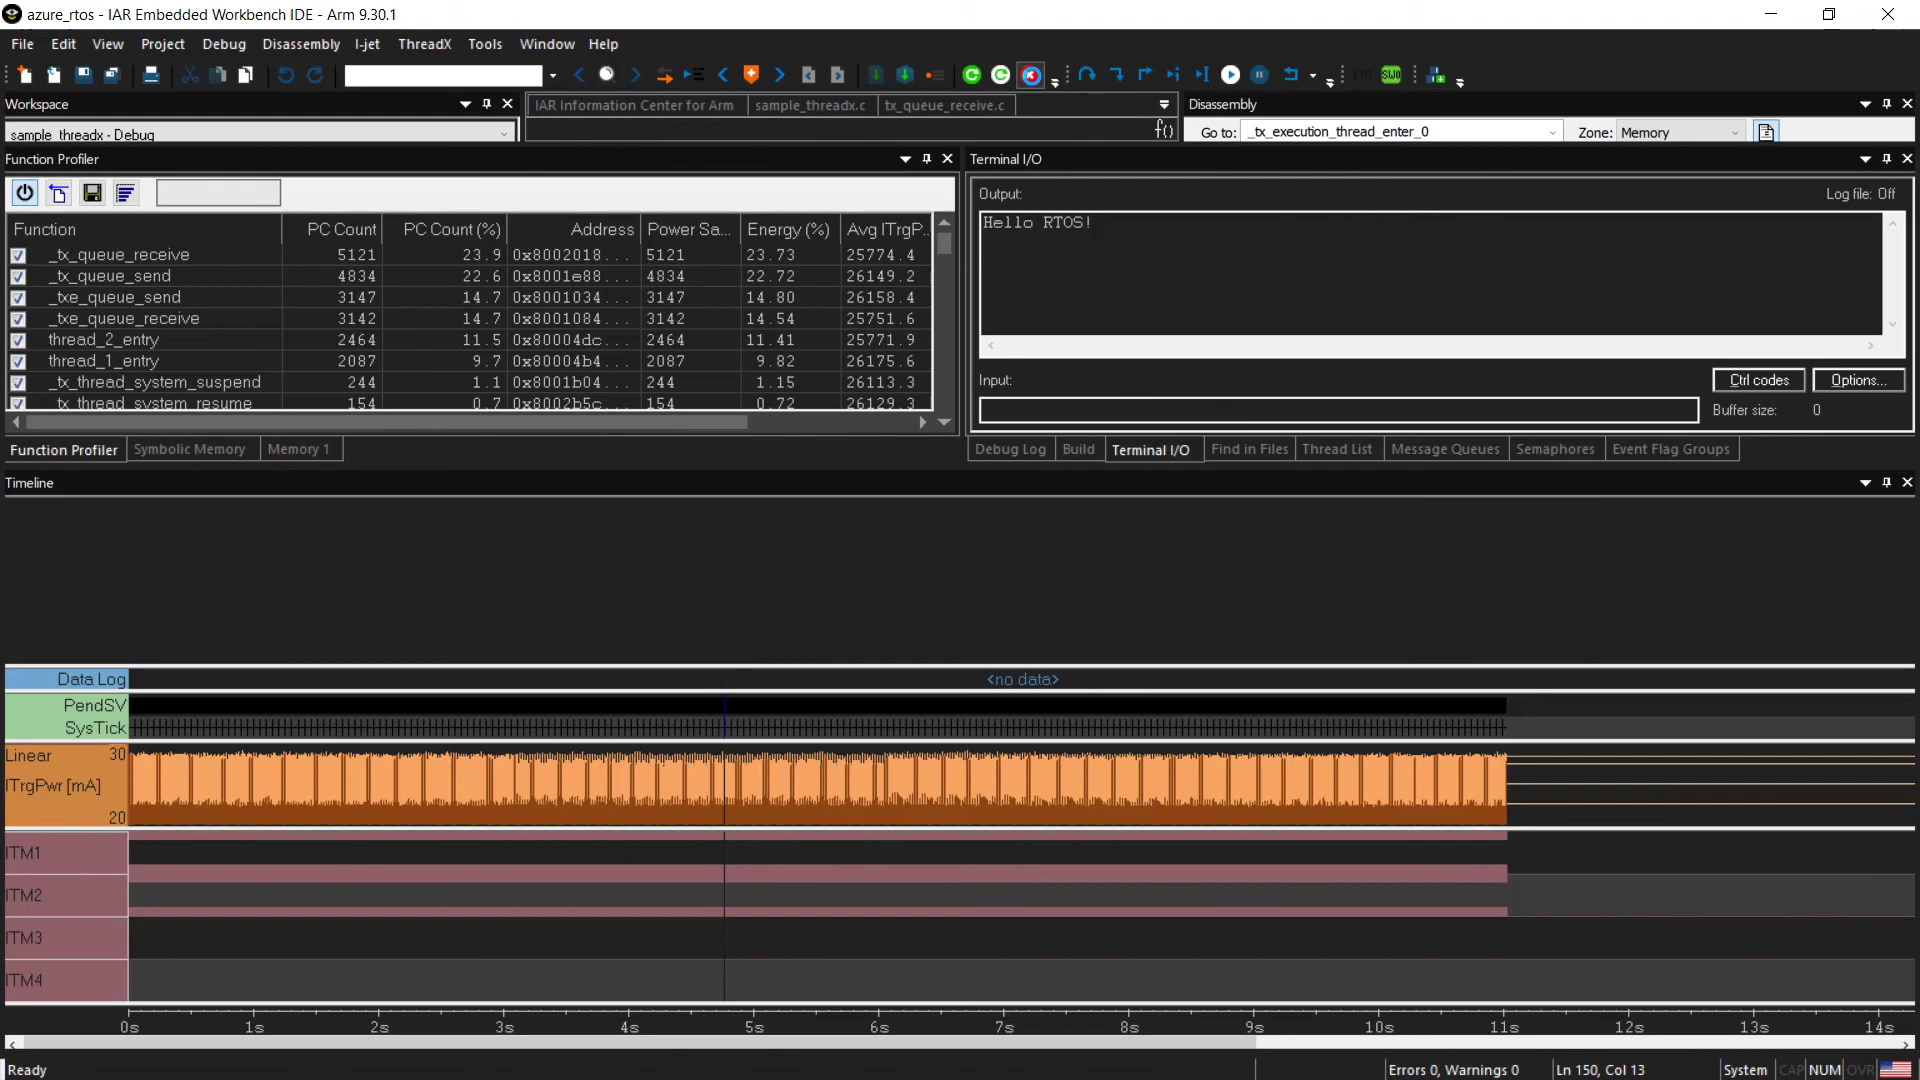 azure_rtos - IAR Embedded Workbench IDE - Arm 9.30.1
File Edit View Project Debug Disassembly I-jet ThreadX Tools Window Help
SWO
Workspace
sample_threadx - Debug
IAR Information Center for Arm sample_threadx.c tx_queue_receive.c
f()
Disassembly
Go to: _tx_execution_thread_enter_0 Zone: Memory
Function Profiler
Function PC Count PC Count (%) Address Power Sa... Energy (%) Avg ITrgP..
_tx_queue_receive 5121 23.9 0x8002018... 5121 23.73 25774.4
_tx_queue_send 4834 22.6 0x8001e88... 4834 22.72 26149.2
_txe_queue_send 3147 14.7 0x8001034... 3147 14.80 26158.4
_txe_queue_receive 3142 14.7 0x8001084... 3142 14.54 25751.6
thread_2_entry 2464 11.5 0x80004dc... 2464 11.41 25771.9
thread_1_entry 2087 9.7 0x80004b4... 2087 9.82 26175.6
_tx_thread_system_suspend 244 1.1 0x8001b04... 244 1.15 26113.3
_tx_thread_system_resume 154 0.7 0x8002b5c... 154 0.72 26129.3
Function Profiler Symbolic Memory Memory 1
Terminal I/O
Output: Log file: Off
Hello RTOS!
Input: Ctrl codes Options...
Buffer size: 0
Debug Log Build Terminal I/O Find in Files Thread List Message Queues Semaphores Event Flag Groups
Timeline
Data Log <no data>
PendSV
SysTick
Linear 30
ITrgPwr [mA]
20
ITM1
ITM2
ITM3
ITM4
0s 1s 2s 3s 4s 5s 6s 7s 8s 9s 10s 11s 12s 13s 14s
Ready Errors 0, Warnings 0 Ln 150, Col 13 System CAP NUM OVR